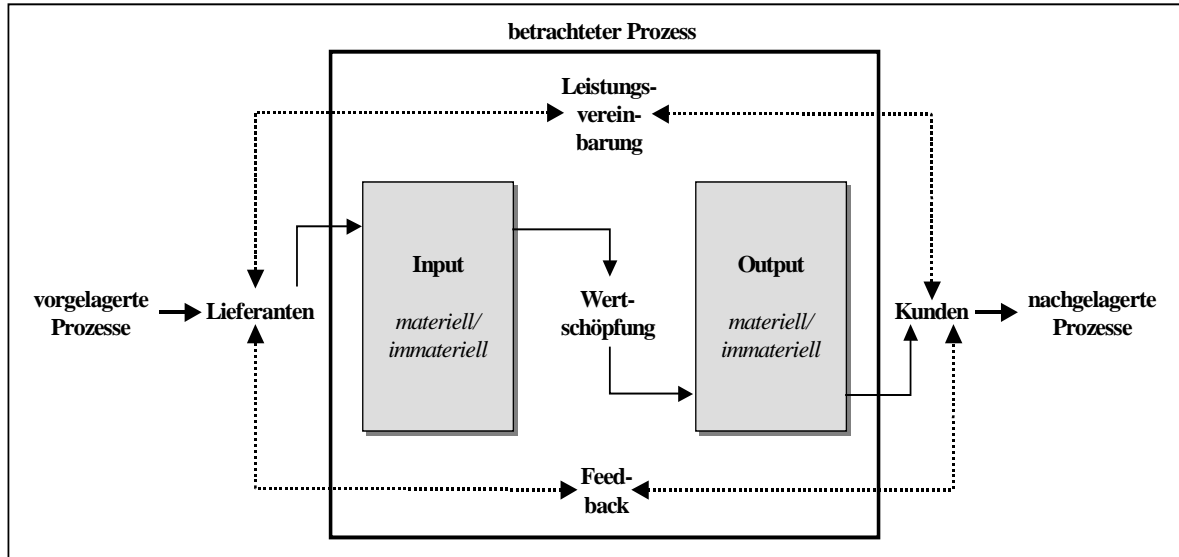 betrachteter Prozess
Leistungs-
verein-
barung
Input
materiell/
immateriell
Wert-
schöpfung
Output
materiell/
immateriell
vorgelagerte
Prozesse
Lieferanten
Kunden
nachgelagerte
Prozesse
Feed-
back